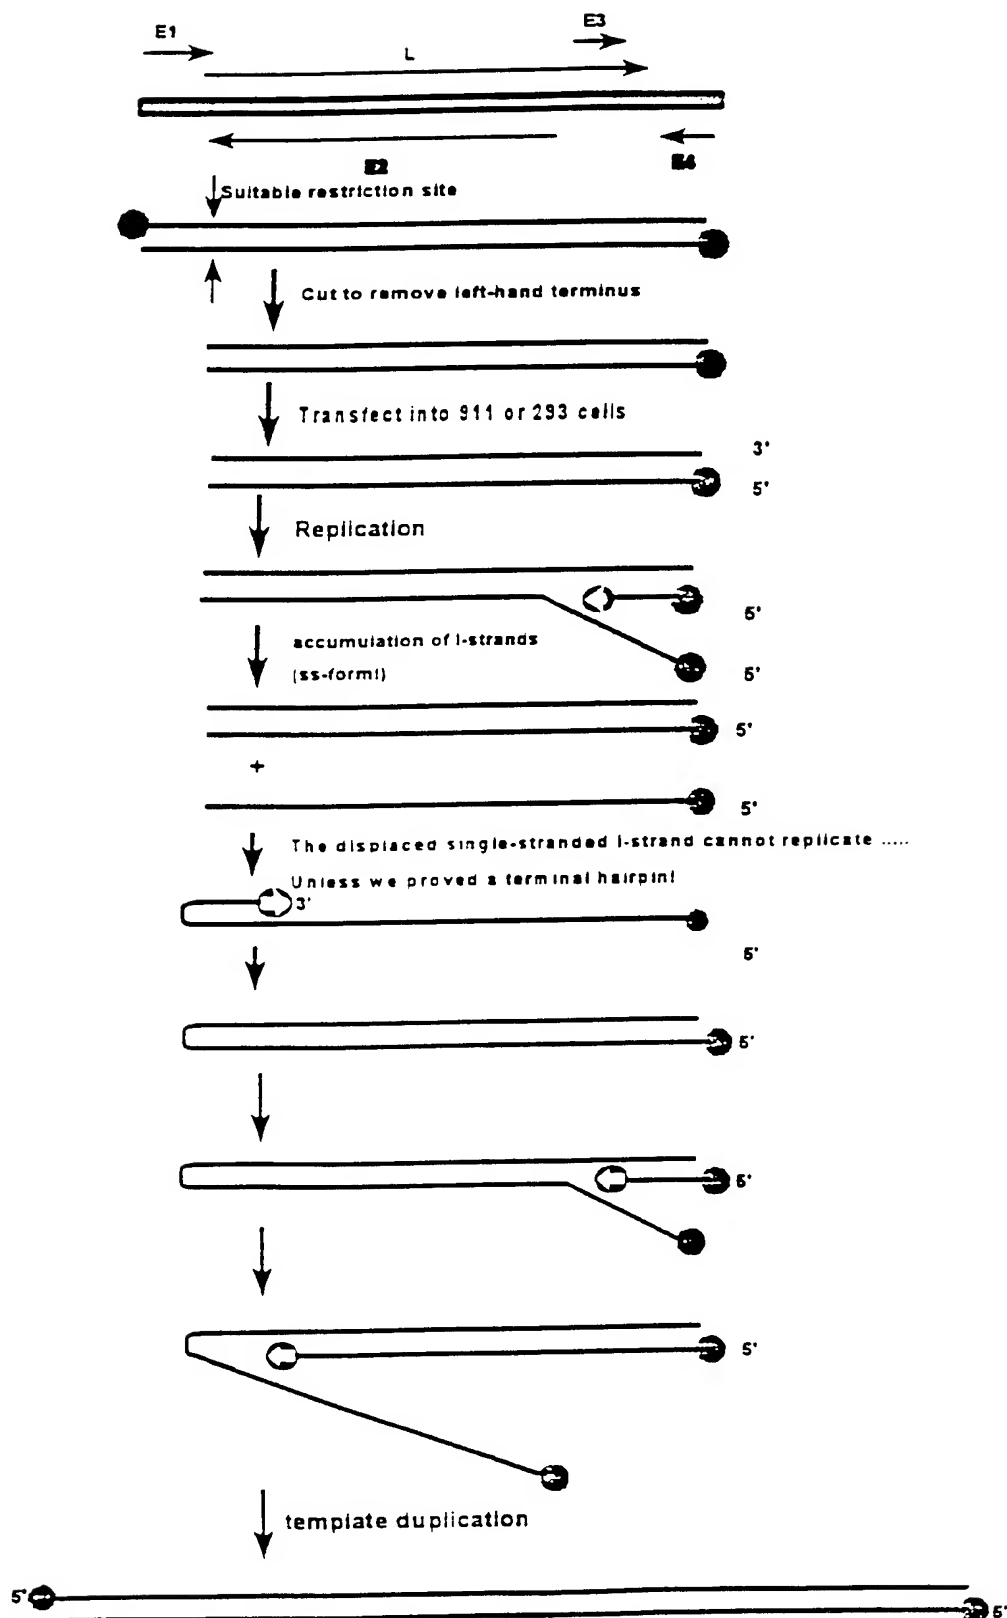 E1
E3
L
E2
E4
Suitable restriction site
Cut to remove left-hand terminus
Transfect into 911 or 293 cells
3'
5'
Replication
5'
accumulation of l-strands
(ss-form!)
5'
5'
+
5'
The displaced single-stranded l-strand cannot replicate .....
Unless we proved a terminal hairpin!
3'
5'
5'
5'
5'
template duplication
5'
5'